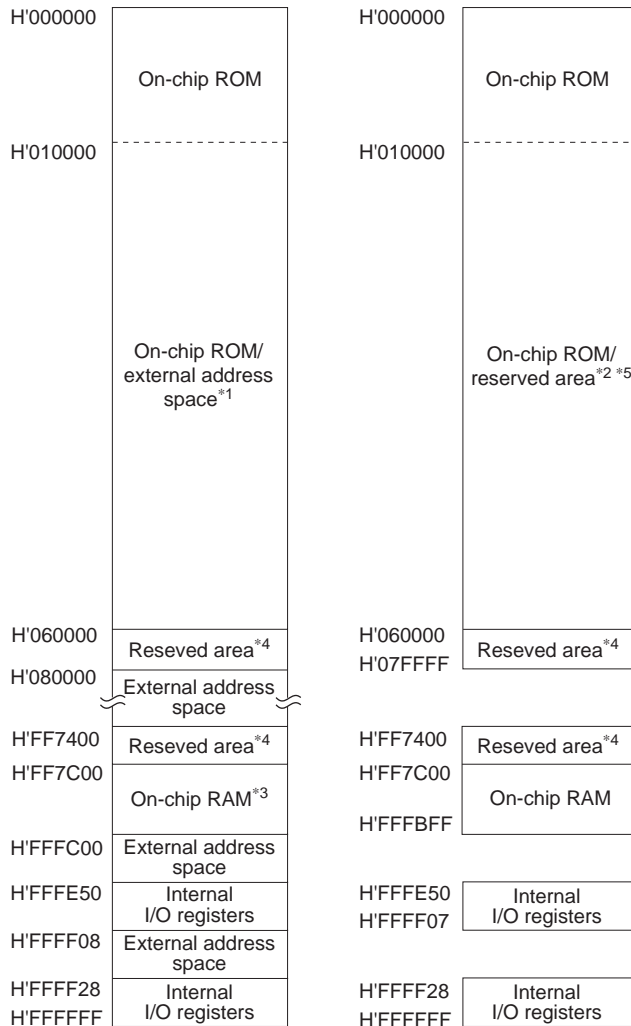 H'000000
On-chip ROM
H'010000
On-chip ROM/
external address
space*1
H'060000
Reseved area*4
H'080000
External address
space
H'FF7400
Reseved area*4
H'FF7C00
On-chip RAM*3
H'FFFC00
External address
space
H'FFFE50
Internal
I/O registers
H'FFFF08
External address
space
H'FFFF28
Internal
I/O registers
H'FFFFFF
H'000000
On-chip ROM
H'010000
On-chip ROM/
reserved area*2 *5
H'060000
Reseved area*4
H'07FFFF
H'FF7400
Reseved area*4
H'FF7C00
On-chip RAM
H'FFFBFF
H'FFFE50
Internal
I/O registers
H'FFFF07
H'FFFF28
Internal
I/O registers
H'FFFFFF